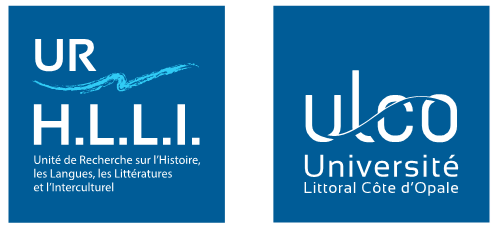 UR
H.L.L.I.
Unité de Recherche sur l'Histoire,
les Langues, les Littératures
et l'Interculturel
ulco
Université
Littoral Côte d'Opale